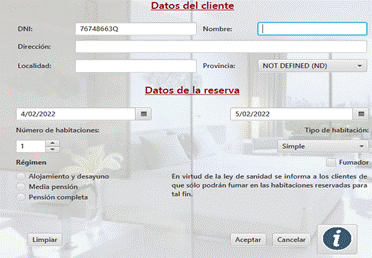 Datos del cliente
DNI: 76748663Q Nombre:
Dirección:
Localidad: Provincia: NOT DEFINED (ND)
Datos de la reserva
4/02/2022 5/02/2022
Número de habitaciones: Tipo de habitación:
1 Simple
Régimen Fumador
Alojamiento y desayuno
Media pensión
Pensión completa
En virtud de la ley de sanidad se informa a los clientes de
que sólo podrán fumar en las habitaciones reservadas para
tal fin.
Limpiar Aceptar Cancelar i